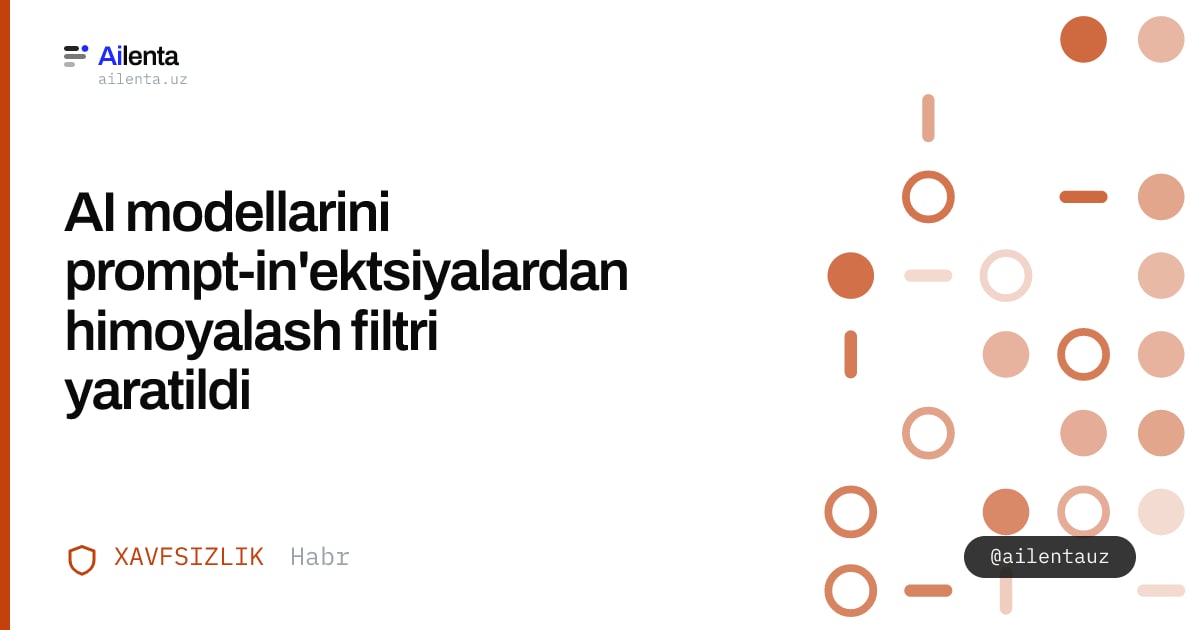 Ailenta
ailenta.uz
AI modellarini
prompt-in'ektsiyalardan
himoyalash filtri
yaratildi
XAVFSIZLIK Habr
@ailentauz